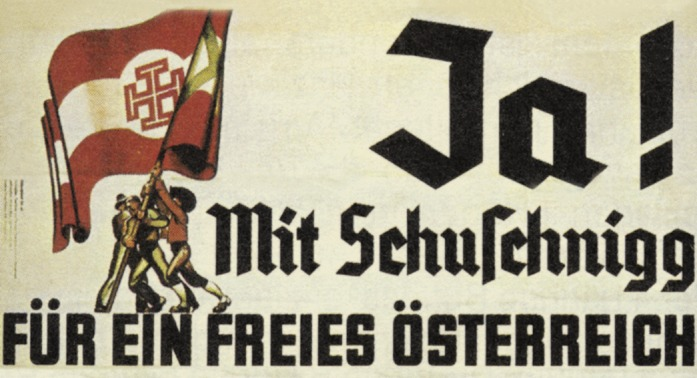 Ja!
Mit Schuſchnigg
FÜR EIN FREIES ÖSTERREICH